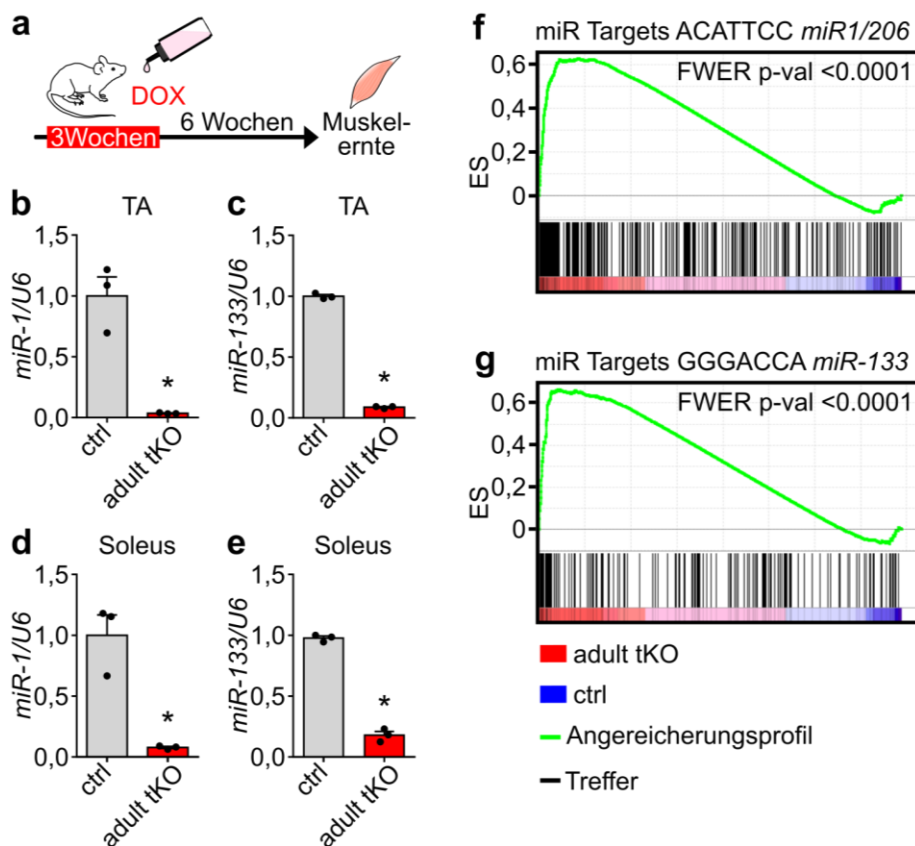 a
DOX
3Wochen
6 Wochen
Muskel-
ernte
b
TA
miR-1/U6
1,5
1,0
0,5
0,0
ctrl
adult tKO
*
c
TA
miR-133/U6
1,5
1,0
0,5
0,0
ctrl
adult tKO
*
d
Soleus
miR-1/U6
1,5
1,0
0,5
0,0
ctrl
adult tKO
*
e
Soleus
miR-133/U6
1,5
1,0
0,5
0,0
ctrl
adult tKO
*
f
miR Targets ACATTCC miR1/206
FWER p-val <0.0001
ES
0,6
0,4
0,2
0
g
miR Targets GGGACCA miR-133
FWER p-val <0.0001
ES
0,6
0,4
0,2
0
adult tKO
ctrl
Angereicherungsprofil
Treffer